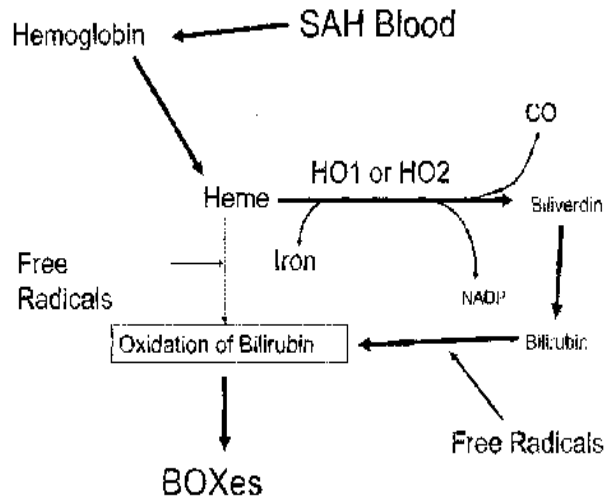 SAH Blood
Hemoglobin
CO
HO1 or HO2
Heme
Biliverdin
Iron
Free
Radicals
NADP
Oxidation of Bilirubin
Bilirubin
Free Radicals
BOXes